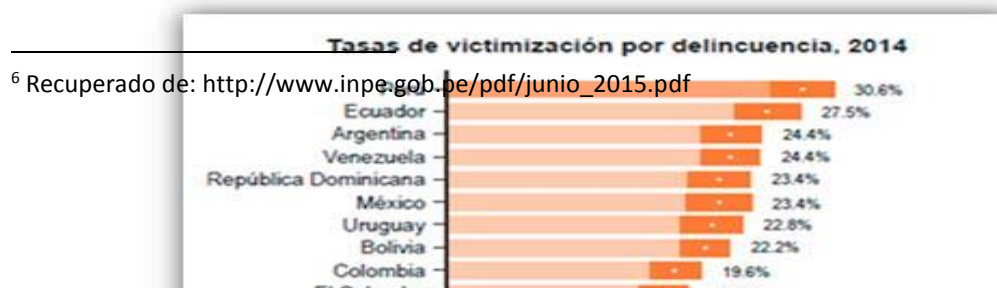 Tasas de victimización por delincuencia, 2014
⁶ Recuperado de: http://www.inpe.gob.pe/pdf/junio_2015.pdf
30.6%
Ecuador 27.5%
Argentina 24.4%
Venezuela 24.4%
República Dominicana 23.4%
México 23.4%
Uruguay 22.8%
Bolivia 22.2%
Colombia 19.6%